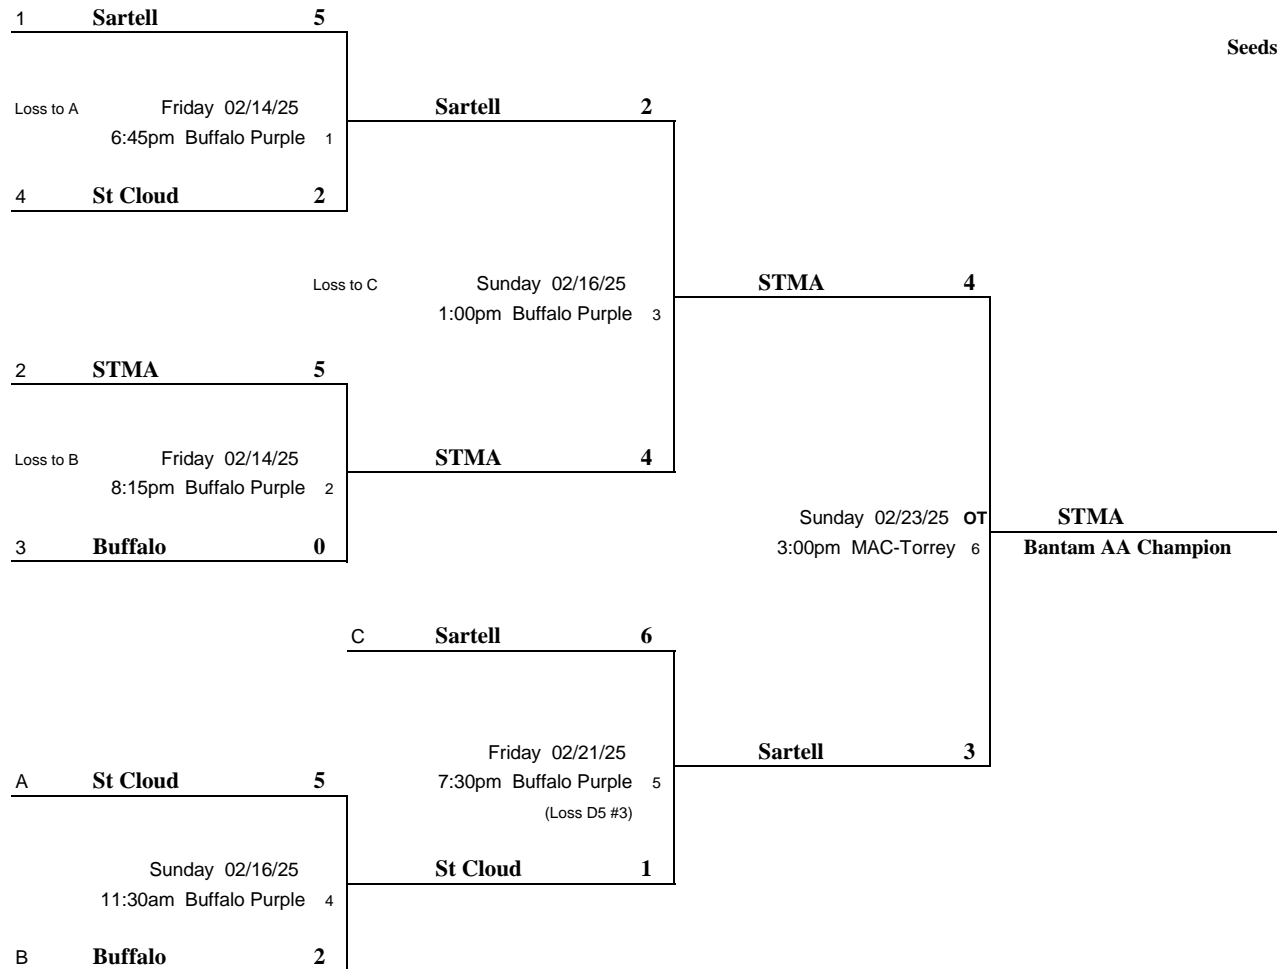 1 Sartell 5
Seeds
Loss to A Friday 02/14/25 Sartell 2
6:45pm Buffalo Purple 1
4 St Cloud 2
Loss to C Sunday 02/16/25 STMA 4
1:00pm Buffalo Purple 3
2 STMA 5
Loss to B Friday 02/14/25 STMA 4
8:15pm Buffalo Purple 2
Sunday 02/23/25 OT STMA
3 Buffalo 0 3:00pm MAC-Torrey 6 Bantam AA Champion
C Sartell 6
Friday 02/21/25 Sartell 3
A St Cloud 5 7:30pm Buffalo Purple 5
(Loss D5 #3)
Sunday 02/16/25 St Cloud 1
11:30am Buffalo Purple 4
B Buffalo 2